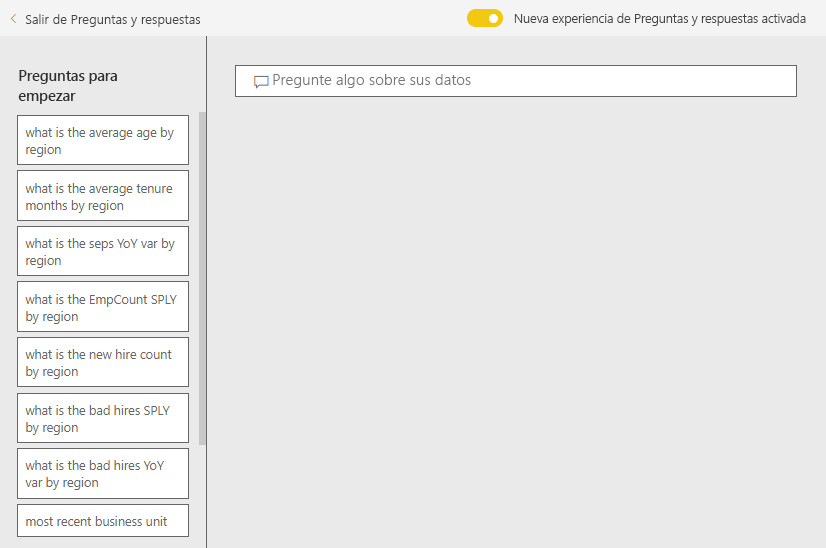 Salir de Preguntas y respuestas
Nueva experiencia de Preguntas y respuestas activada
Preguntas para
empezar
Pregunte algo sobre sus datos
what is the average age by
region
what is the average tenure
months by region
what is the seps YoY var by
region
what is the EmpCount SPLY
by region
what is the new hire count
by region
what is the bad hires SPLY
by region
what is the bad hires YoY
var by region
most recent business unit